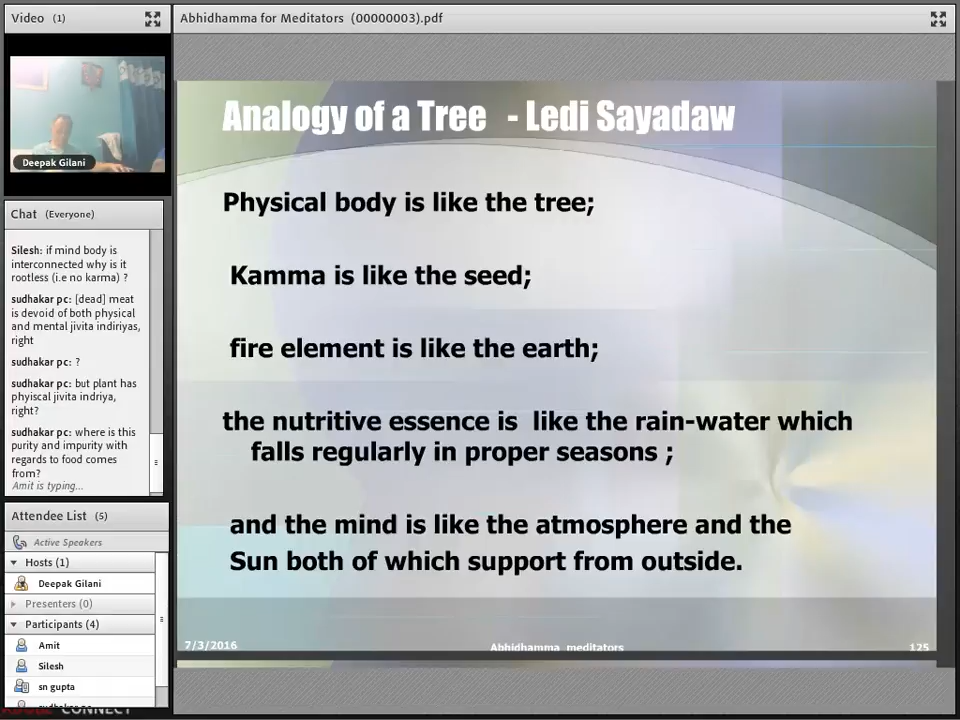 Video (1)
Deepak Gilani
Chat (Everyone)
Silesh: if mind body is
interconnected why is it
rootless (i.e no karma) ?
sudhakar pc: [dead] meat
is devoid of both physical
and mental jivita indiriyas,
right
sudhakar pc: ?
sudhakar pc: but plant has
phyiscal jivita indriya,
right?
sudhakar pc: where is this
purity and impurity with
regards to food comes
from?
Amit is typing...
Attendee List (5)
Active Speakers
Hosts (1)
Deepak Gilani
Presenters (0)
Participants (4)
Amit
Silesh
sn gupta
sudhakar pc
CONNECT
Abhidhamma for Meditators (00000003).pdf
Analogy of a Tree - Ledi Sayadaw
Physical body is like the tree;
Kamma is like the seed;
fire element is like the earth;
the nutritive essence is like the rain-water which
falls regularly in proper seasons ;
and the mind is like the atmosphere and the
Sun both of which support from outside.
7/3/2016
Abhidhamma meditators
125